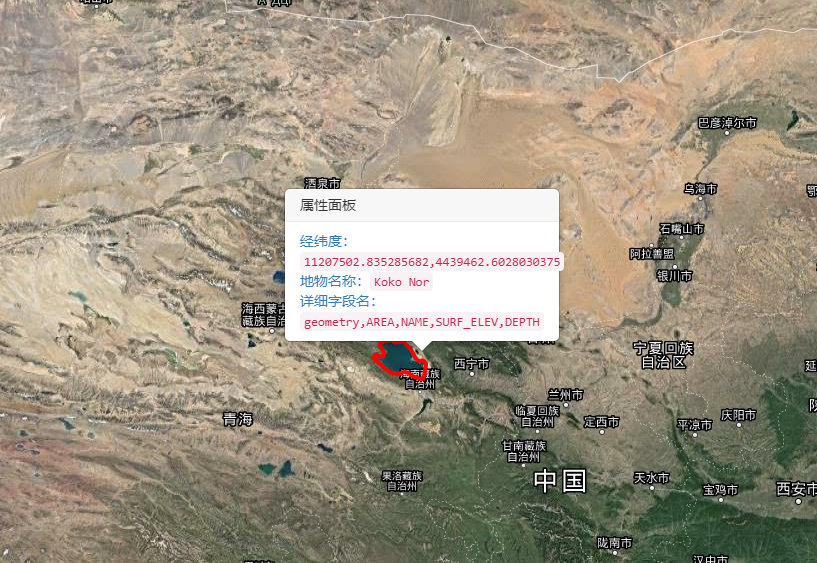 巴彦淖尔市
酒泉市
乌海市
属性面板
石嘴山市
阿拉善盟
银川市
经纬度：
11207502.835285682,4439462.6028030375
地物名称： Koko Nor
详细字段名：
geometry,AREA,NAME,SURF_ELEV,DEPTH
海西蒙古
藏族自治
宁夏回族
自治区
西宁市
海南藏族
自治州
兰州市
临夏回族
自治州
定西市
庆阳市
平凉市
青海
甘南藏族
自治州
果洛藏族
自治州
中国
天水市
宝鸡市
西安市
陇南市
汉中市